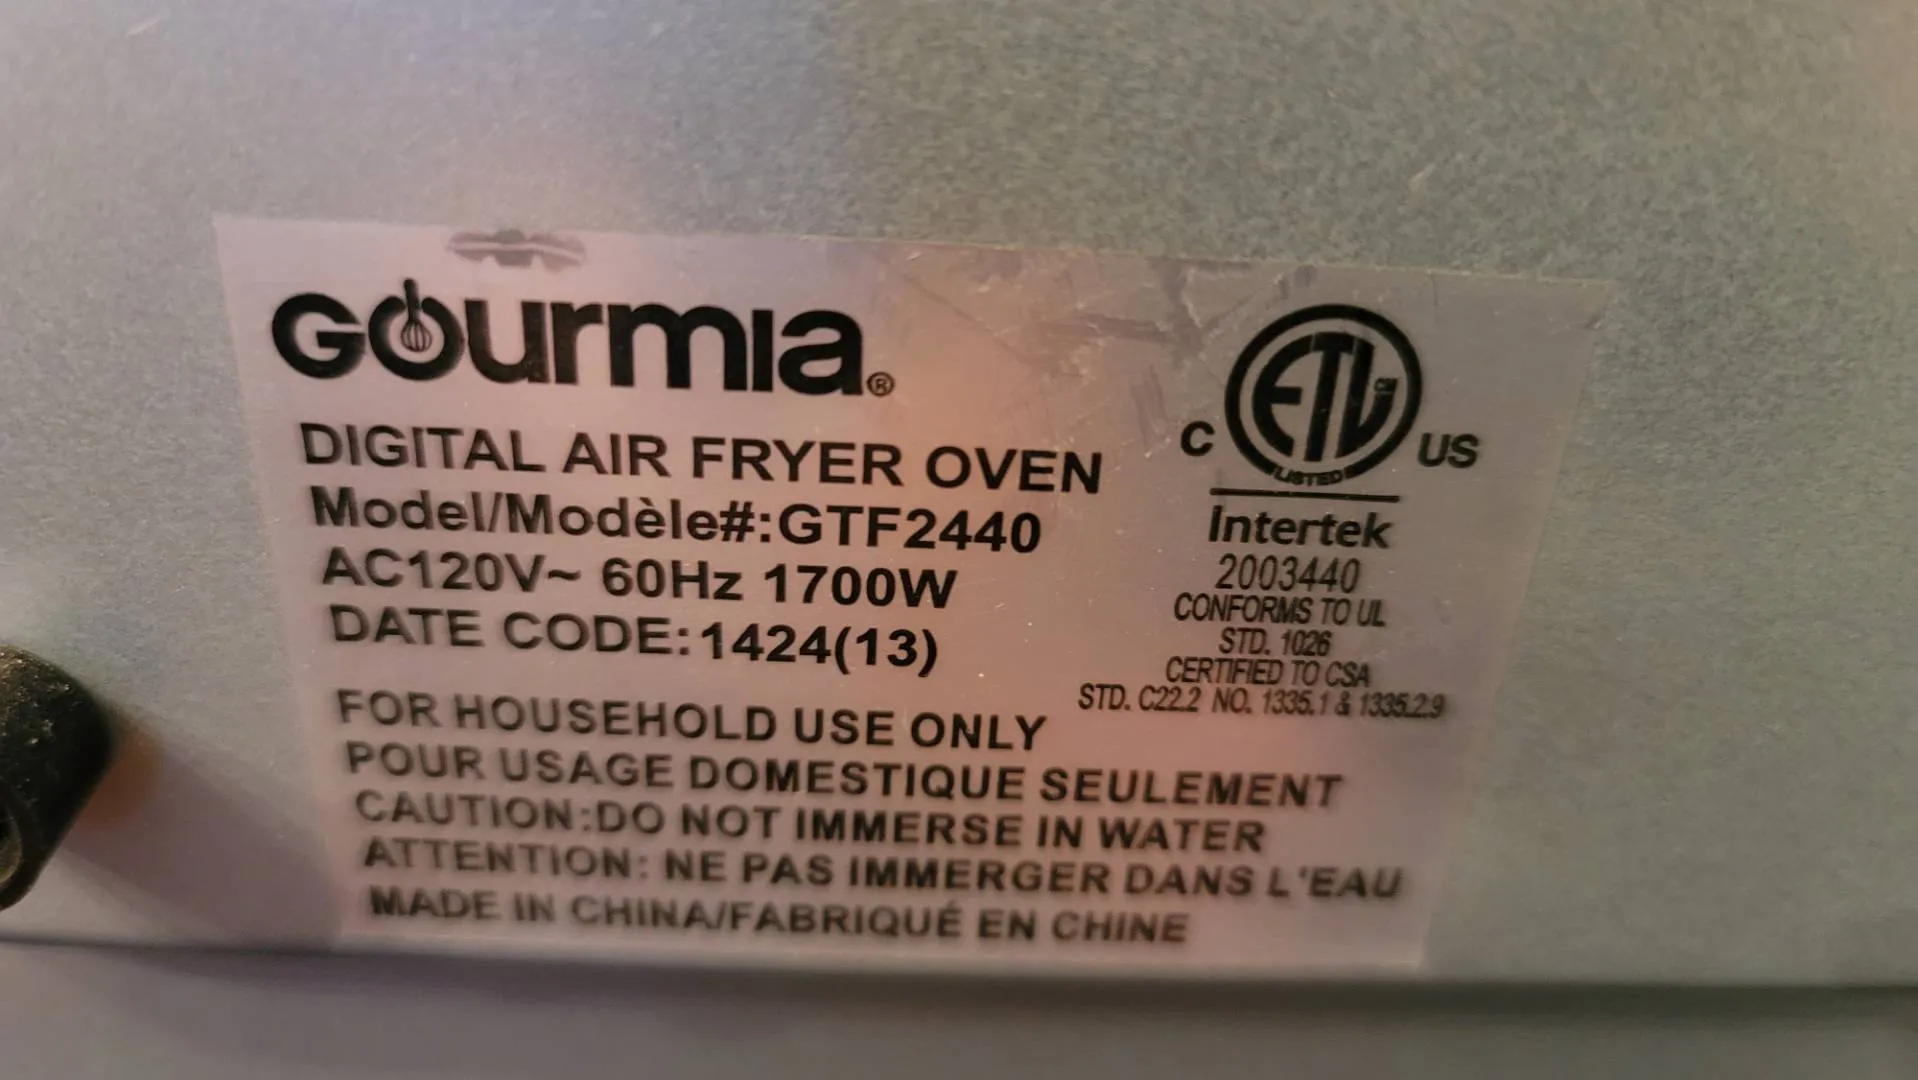 Gourmia®
DIGITAL AIR FRYER OVEN
Model/Modèle#:GTF2440
AC120V~ 60Hz 1700W
DATE CODE:1424(13)
FOR HOUSEHOLD USE ONLY
POUR USAGE DOMESTIQUE SEULEMENT
CAUTION:DO NOT IMMERSE IN WATER
ATTENTION: NE PAS IMMERGER DANS L'EAU
MADE IN CHINA/FABRIQUÉ EN CHINE
C ETL CM US
LISTED
Intertek
2003440
CONFORMS TO UL
STD. 1026
CERTIFIED TO CSA
STD. C22.2 NO. 1335.1 & 1335.2.9